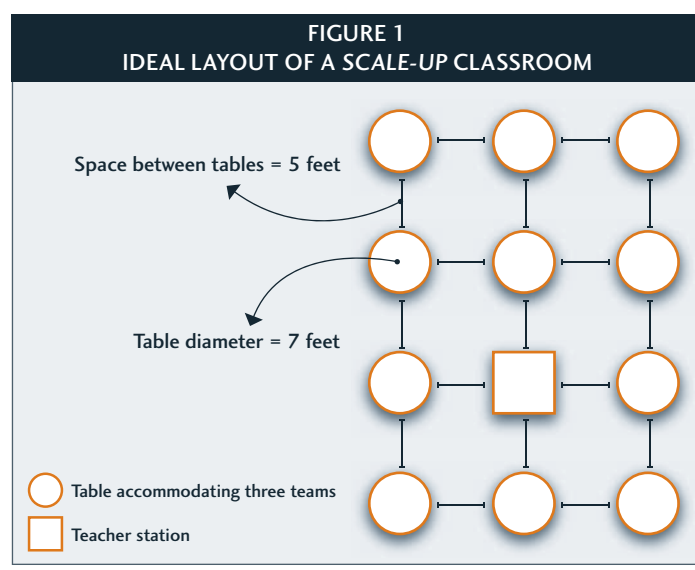 FIGURE 1
IDEAL LAYOUT OF A SCALE-UP CLASSROOM
Space between tables = 5 feet
Table diameter = 7 feet
Table accommodating three teams
Teacher station